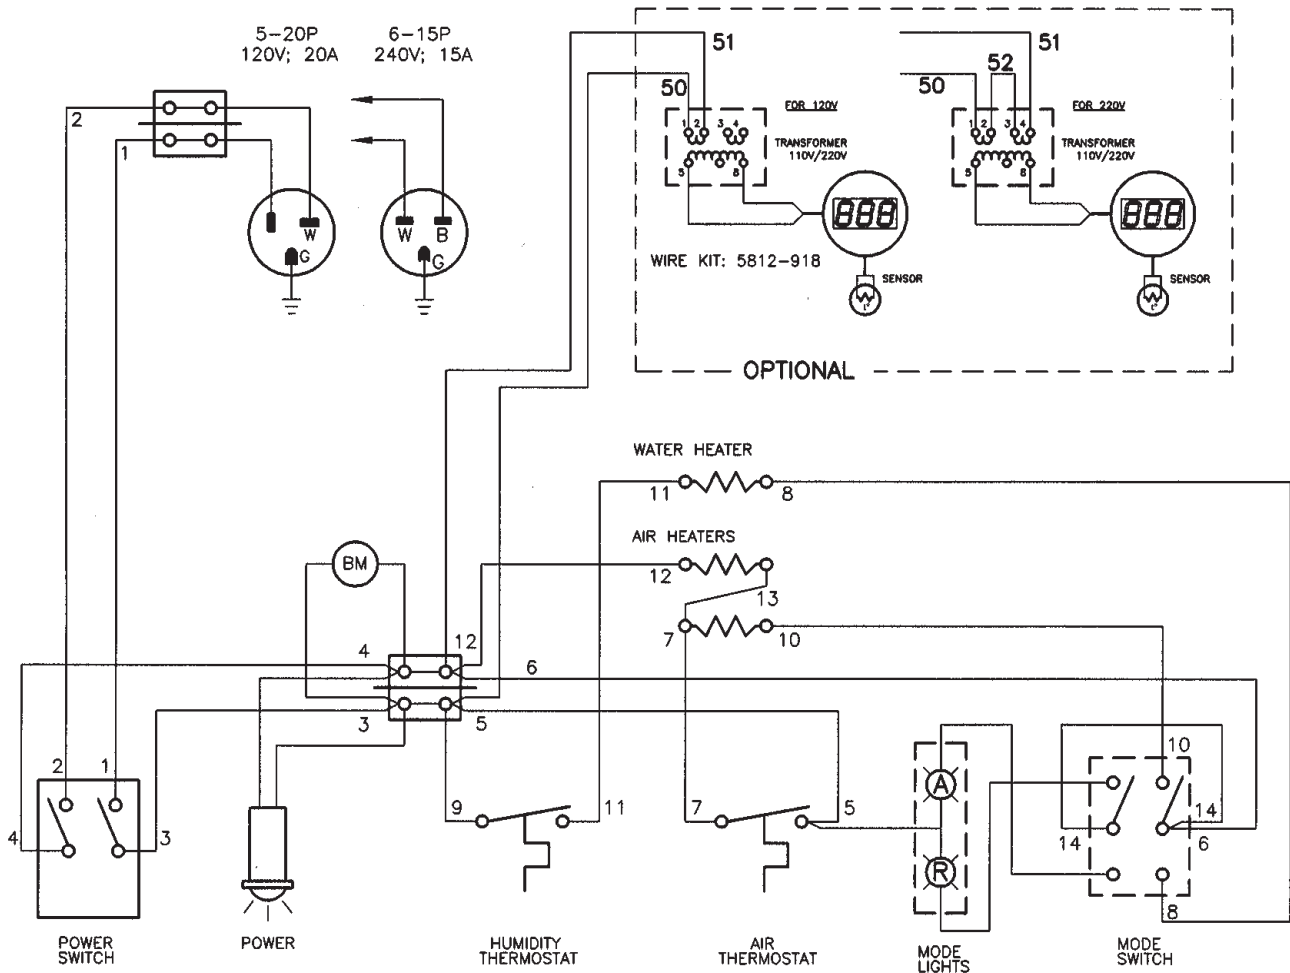 5-20P
120V; 20A
6-15P
240V; 15A
51
50
FOR 120V
1 2 3 4
TRANSFORMER
110V/220V
5 8
888
SENSOR
t°
WIRE KIT: 5812-918
51
52
50
FOR 220V
1 2 3 4
TRANSFORMER
110V/220V
5 8
888
SENSOR
t°
OPTIONAL
2
1
W
G
W B
G
WATER HEATER
11 8
AIR HEATERS
12
13
7 10
BM
4 12
6
3 5
2 1
4 3
9 11
7 5
A
R
10
14
14 6
8
POWER
SWITCH
POWER
HUMIDITY
THERMOSTAT
AIR
THERMOSTAT
MODE
LIGHTS
MODE
SWITCH